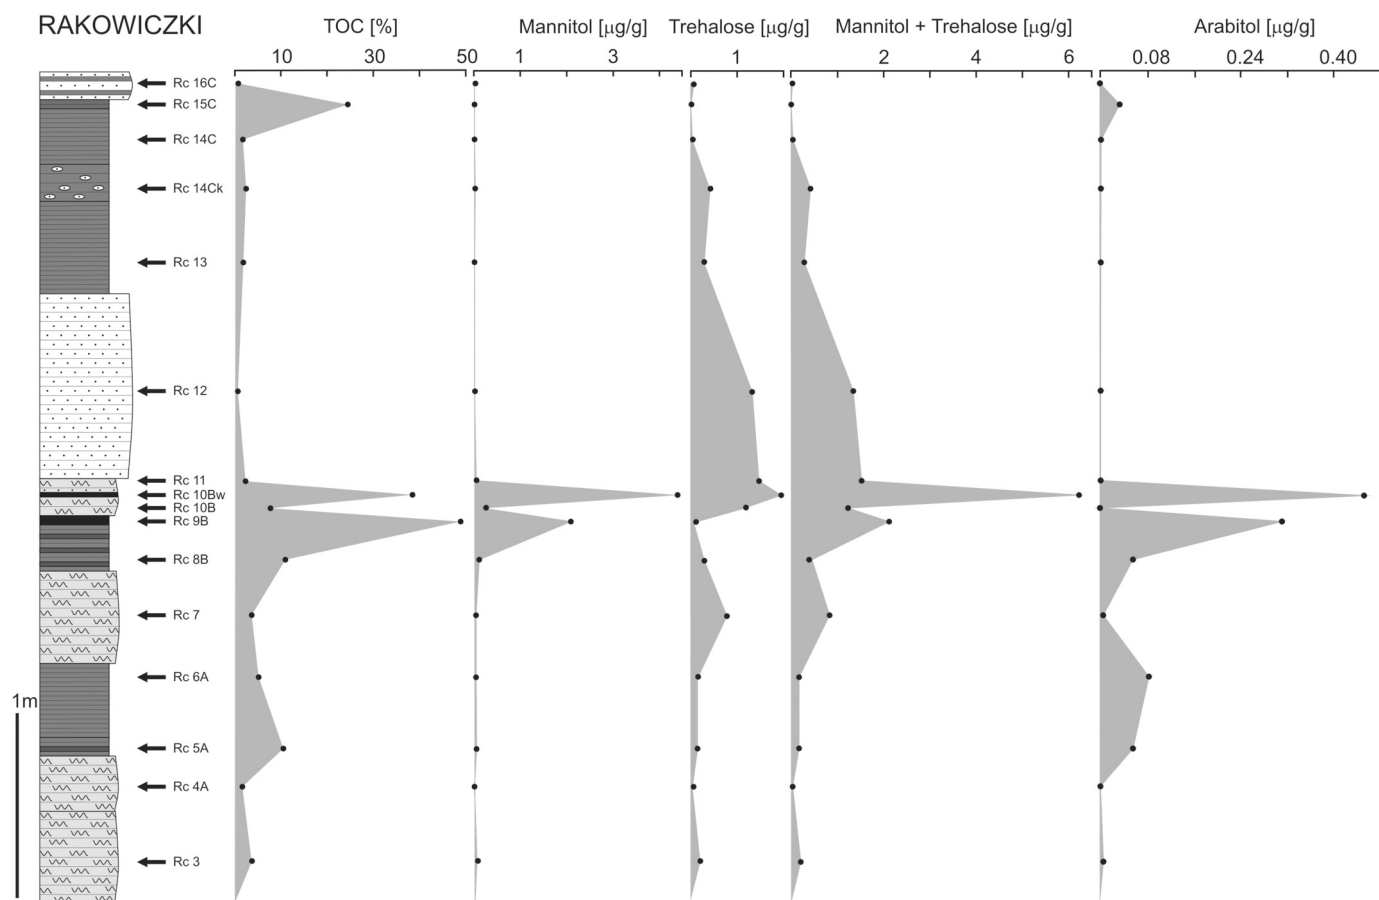 RAKOWICZKI TOC [%] Mannitol [µg/g] Trehalose [µg/g] Mannitol + Trehalose [µg/g] Arabitol [µg/g]
10 30 50 1 3 1 2 4 6 0.08 0.24 0.40
Rc 16C
Rc 15C
Rc 14C
Rc 14Ck
Rc 13
Rc 12
Rc 11
Rc 10Bw
Rc 10B
Rc 9B
Rc 8B
Rc 7
Rc 6A
1m
Rc 5A
Rc 4A
Rc 3